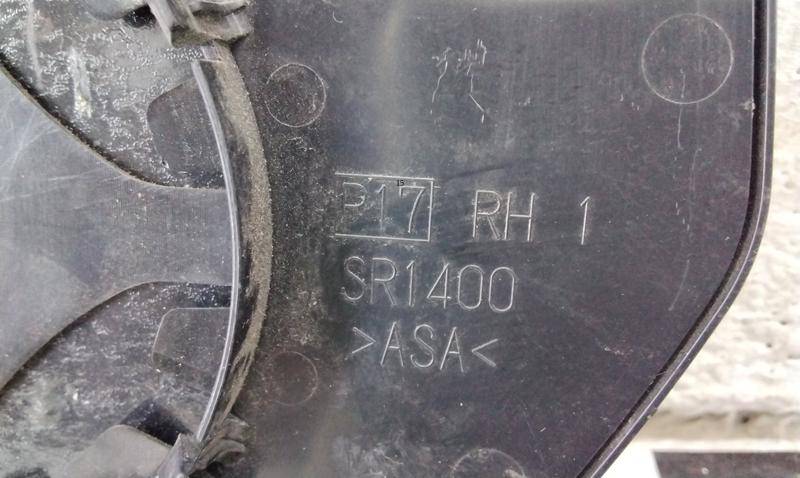 P17 RH 1
SR1400
>ASA<